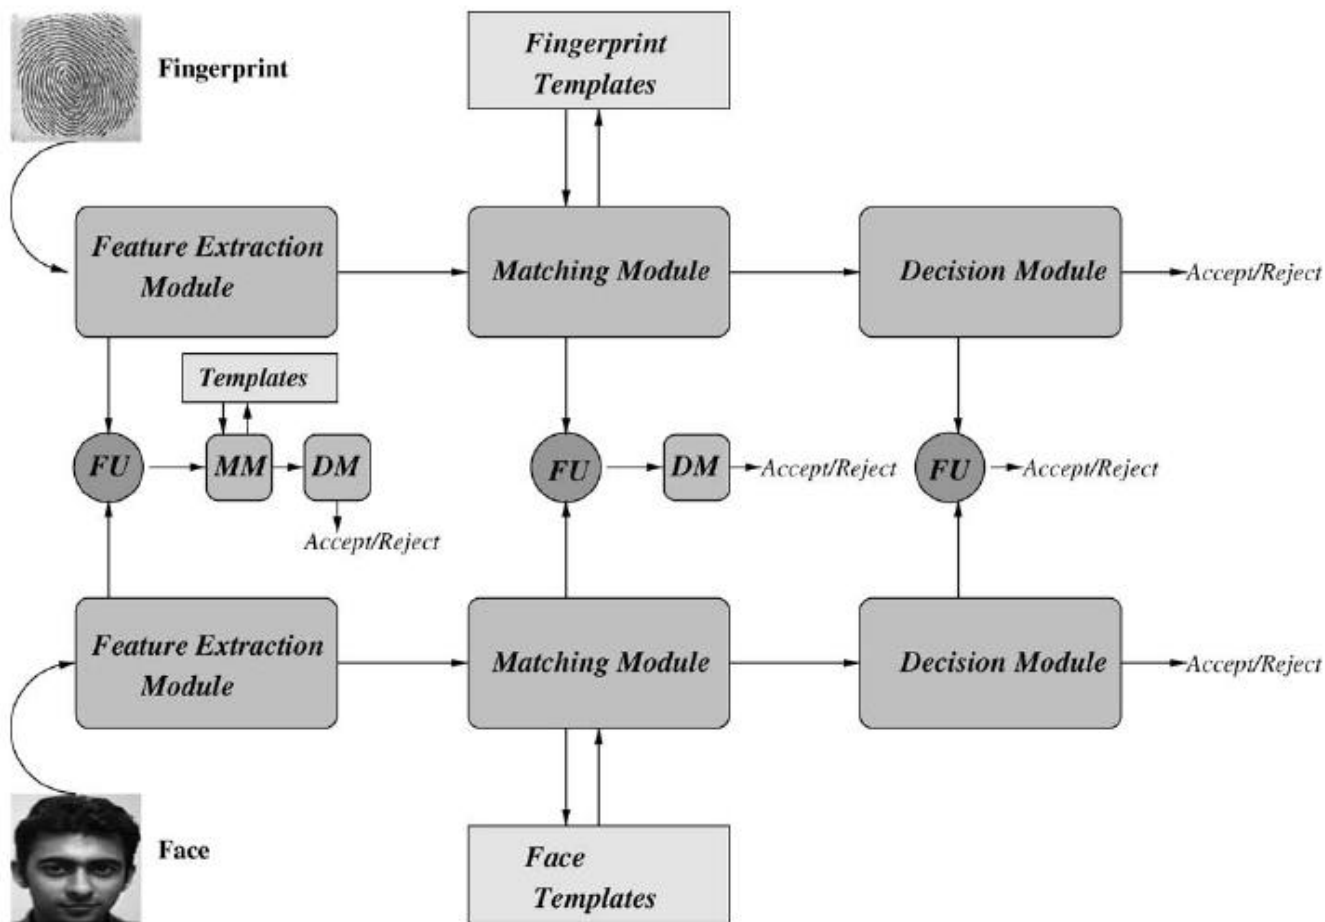 Fingerprint
Fingerprint
Templates
Feature Extraction
Module
Matching Module
Decision Module
Accept/Reject
Templates
FU
MM
DM
Accept/Reject
FU
DM
Accept/Reject
FU
Accept/Reject
Feature Extraction
Module
Matching Module
Decision Module
Accept/Reject
Face
Face
Templates